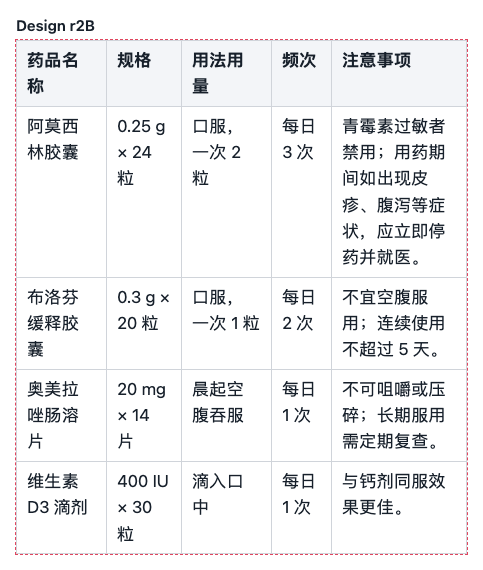 Design r2B
药品名称 规格 用法用量 频次 注意事项
阿莫西林胶囊 0.25 g × 24 粒 口服，一次 2 粒 每日 3 次 青霉素过敏者禁用；用药期间如出现皮疹、腹泻等症状，应立即停药并就医。
布洛芬缓释胶囊 0.3 g × 20 粒 口服，一次 1 粒 每日 2 次 不宜空腹服用；连续使用不超过 5 天。
奥美拉唑肠溶片 20 mg × 14 片 晨起空腹吞服 每日 1 次 不可咀嚼或压碎；长期服用需定期复查。
维生素 D3 滴剂 400 IU × 30 粒 滴入口中 每日 1 次 与钙剂同服效果更佳。